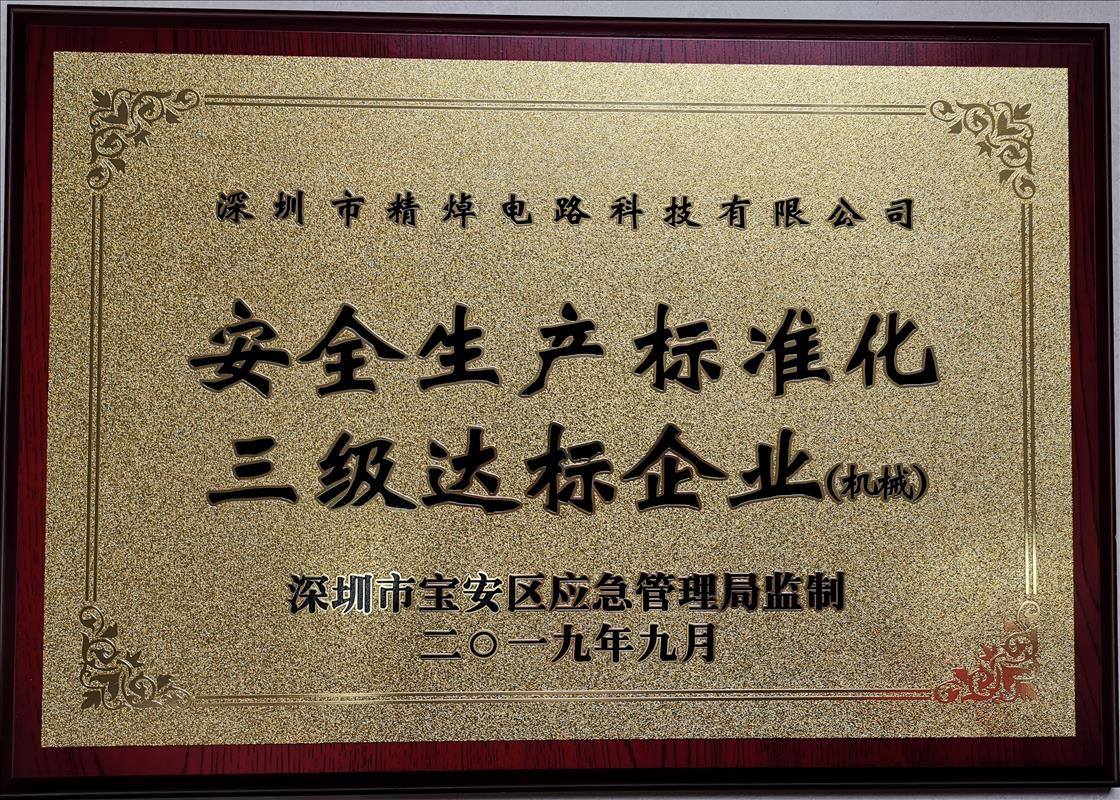 深圳市精焯电路科技有限公司
安全生产标准化
三级达标企业(机械)
深圳市宝安区应急管理局监制
二〇一九年九月